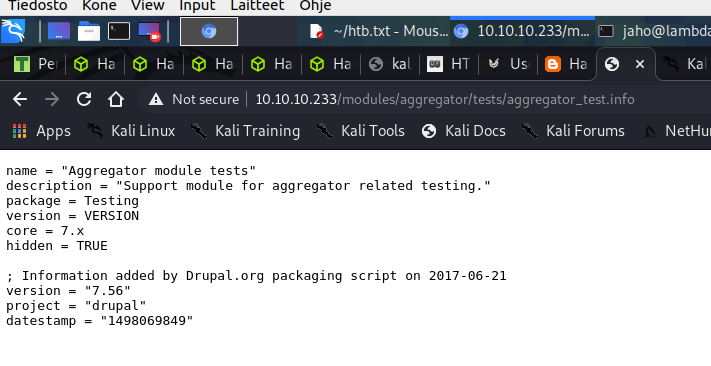 Tiedosto Kone View Input Laitteet Ohje
~/htb.txt - Mous... 10.10.10.233/m... jaho@lambda
Per Ha Ha Ha Ha Ha kal HT Us Ha Kal
Not secure | 10.10.10.233/modules/aggregator/tests/aggregator_test.info
Apps Kali Linux Kali Training Kali Tools Kali Docs Kali Forums NetHun
name = "Aggregator module tests"
description = "Support module for aggregator related testing."
package = Testing
version = VERSION
core = 7.x
hidden = TRUE
; Information added by Drupal.org packaging script on 2017-06-21
version = "7.56"
project = "drupal"
datestamp = "1498069849"